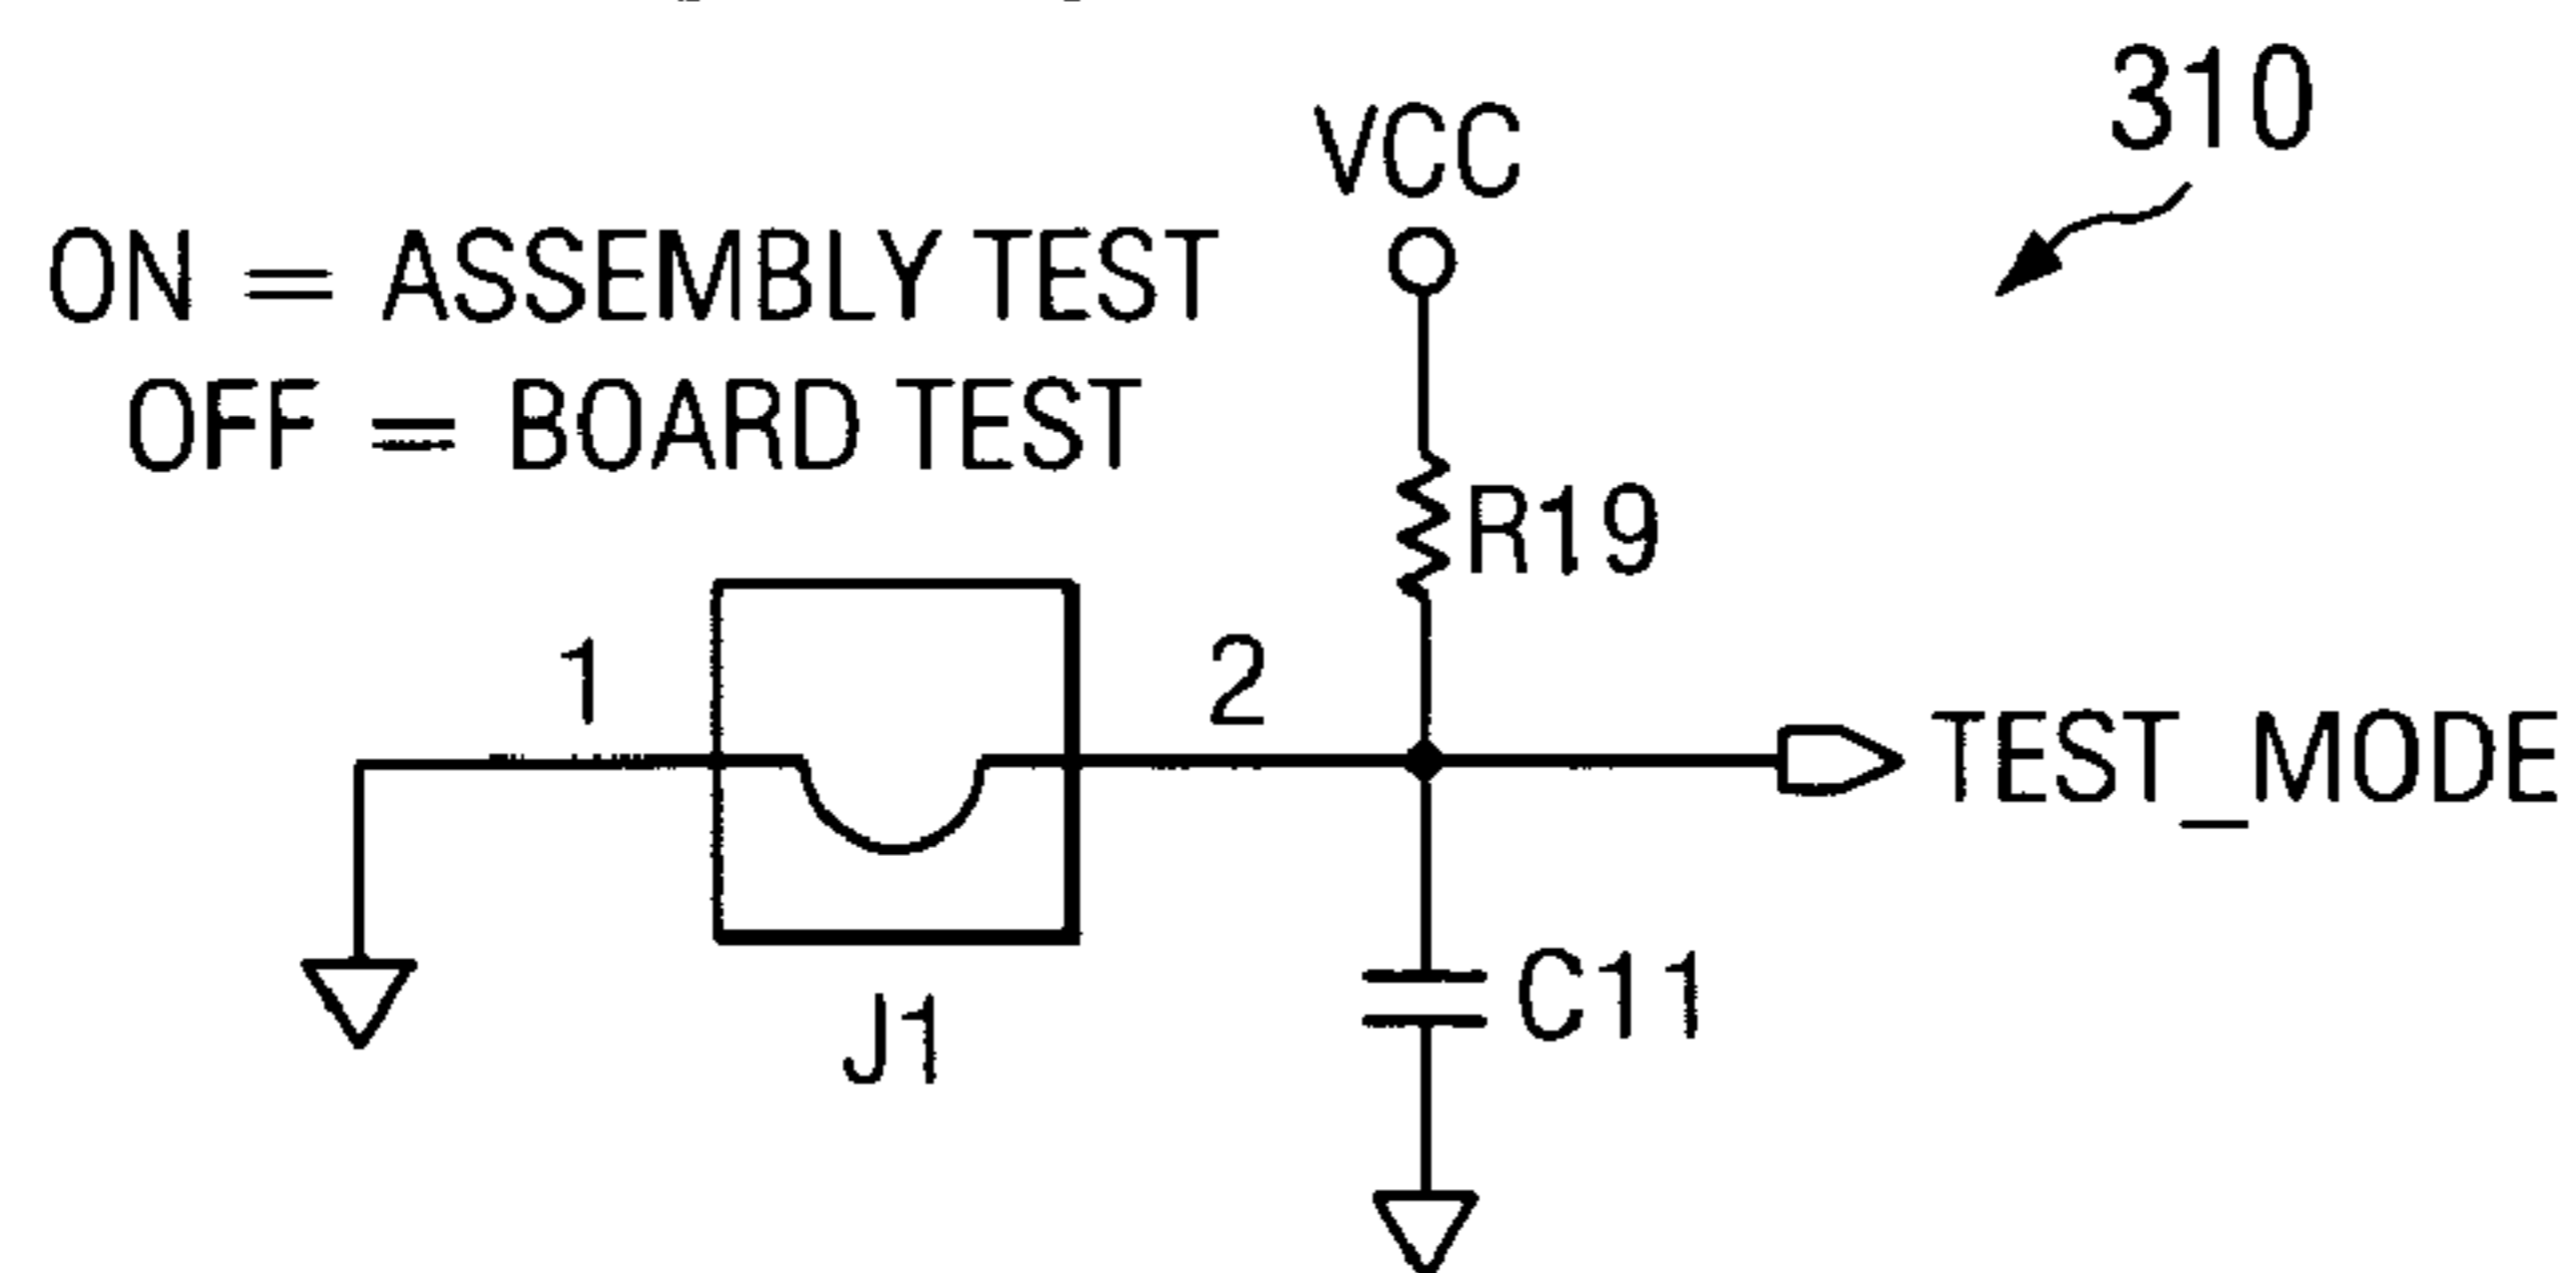 310
VCC
ON = ASSEMBLY TEST
OFF = BOARD TEST
R19
1
2
TEST_MODE
C11
J1